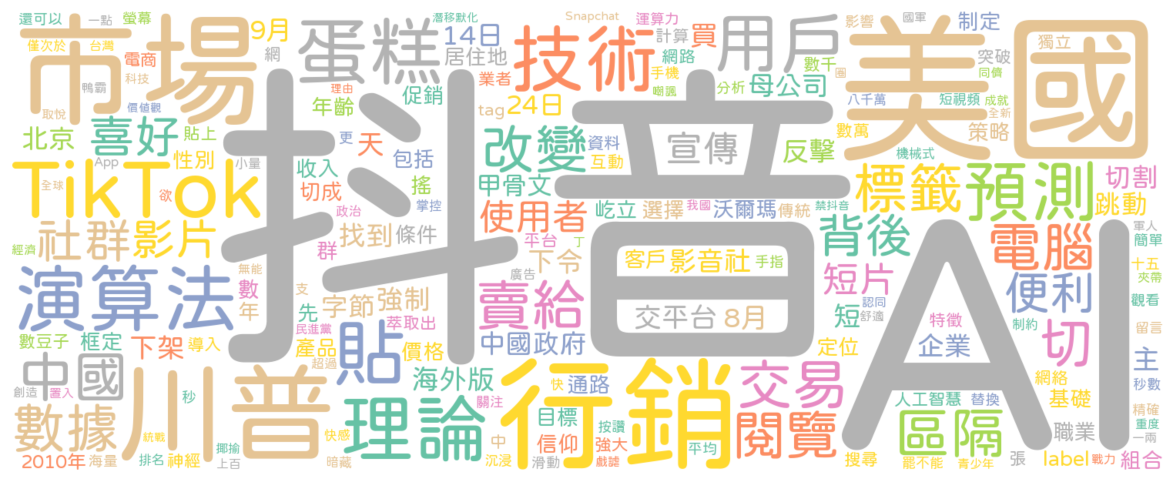 還可以 一點 螢幕
潛移默化 Snapchat 運算力 影響 國軍 制定
市場 9月 蛋糕 14日 技術 計算 買 用戶 美國 獨立
僅次於 台灣 電商 網 居住地 網路 突破
鴨霸 科技 理由 業者 手機 數千 圈 同儕
取悅 價值觀 年齡 促銷 嘲諷 分析 母公司 八千萬 短視頻 成就
北京 喜好 貼上 更 tag 24日 全新
抖音 改變 資料 宣傳 反擊 數萬 策略
App 性別 小量 天 包括 互動 機械式
TikTok 全球 欲 收入 切成 搖 甲骨文 標籤 預測 切割
政治 掌控 使用者 屹立 選擇 我國 沃爾瑪 傳統 禁抖音 跳動
社群 影片 群 找到 條件 平台 丁 背後 電腦 軍人
經濟 簡單
演算法 無能 數 支 廣告 下令 客戶 影音社 手指 短片 十五
年 先 字節 強制 賣給 認同 便利 夾帶
民進黨 萃取出 交平台 8月 短 舒適 特徵 制約 觀看
數豆子 框定 下架 導入 產品 貼 價格 中國政府 定位 企業 切 留言
中國 超過 海外版 快 通路 交易 主
創造 置入 秒 川普 關注 行銷 網絡 秒數
目標 按讚 人工智慧 替換 基礎
數據 理論 信仰 強大 閱覽 區隔 職業 精確
統戰 揶揄 快感 中 平均 AI 重度
2010年 海量 排名 神經 上百 暗藏 沉浸 滑動 戲謔 搜尋 罷不能 青少年 張 label 戰力 一兩
組合